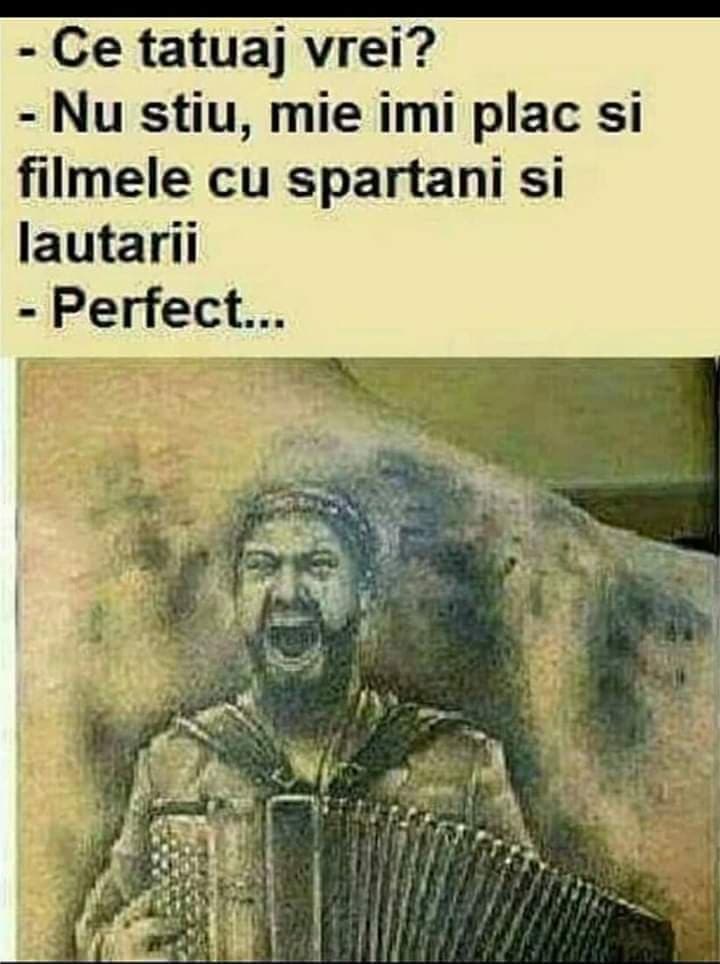 - Ce tatuaj vrei?
- Nu stiu, mie imi plac si
filmele cu spartani si
lautarii
- Perfect...